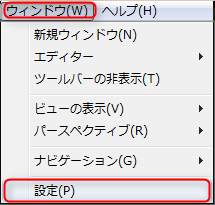 ウィンドウ(W) ヘルプ(H)
新規ウィンドウ(N)
エディター
ツールバーの非表示(T)
ビューの表示(V)
パースペクティブ(R)
ナビゲーション(G)
設定(P)